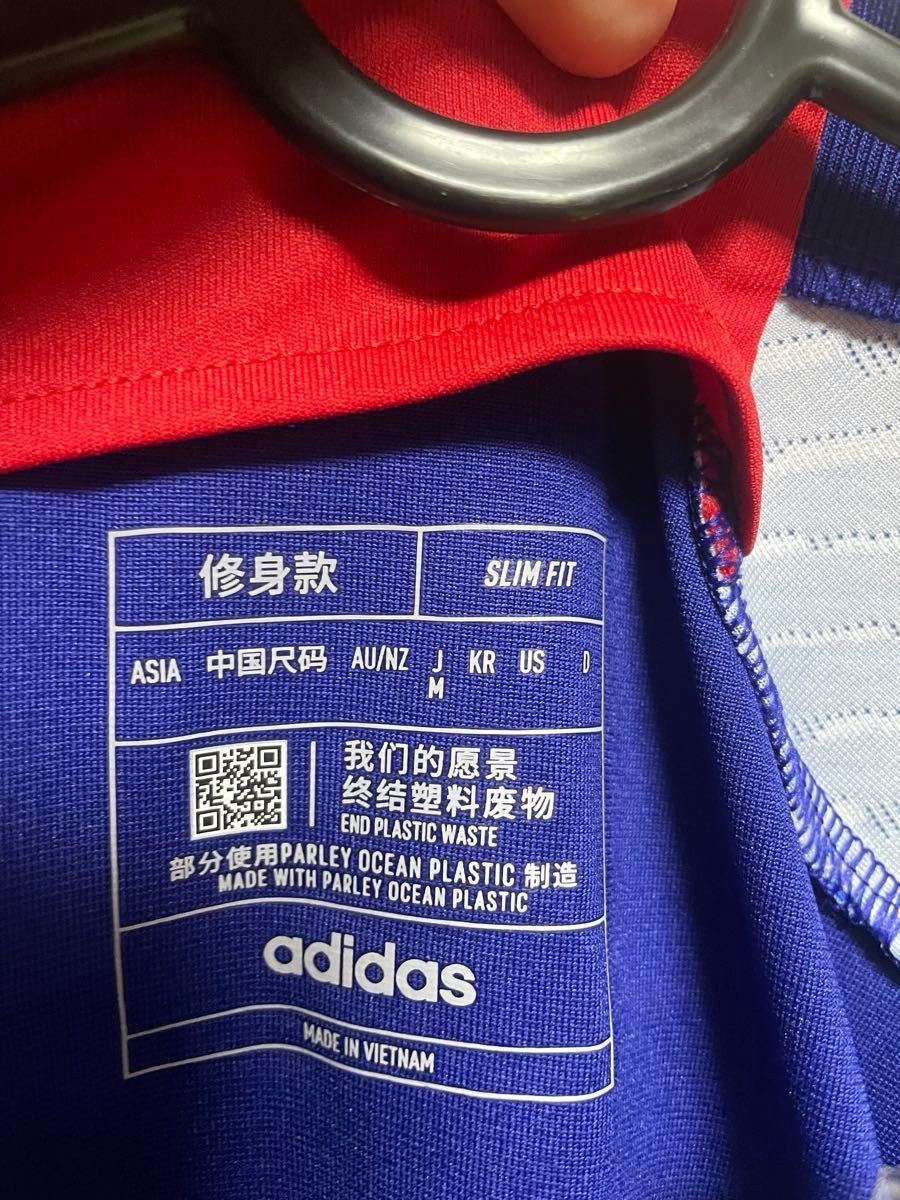 修身款
SLIM FIT
ASIA 中国尺码 AU/NZ J KR US D
M
我们的愿景
终结塑料废物
END PLASTIC WASTE
部分使用PARLEY OCEAN PLASTIC 制造
MADE WITH PARLEY OCEAN PLASTIC
adidas
MADE IN VIETNAM